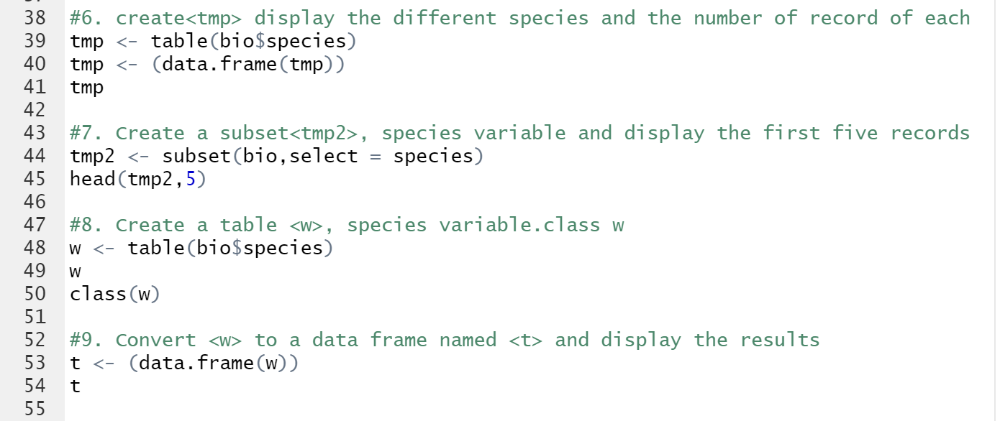 38 #6. create<tmp> display the different species and the number of record of each
39 tmp <- table(bio$species)
40 tmp <- (data.frame(tmp))
41 tmp
42
43 #7. Create a subset<tmp2>, species variable and display the first five records
44 tmp2 <- subset(bio,select = species)
45 head(tmp2,5)
46
47 #8. Create a table <w>, species variable.class w
48 w <- table(bio$species)
49 w
50 class(w)
51
52 #9. Convert <w> to a data frame named <t> and display the results
53 t <- (data.frame(w))
54 t
55